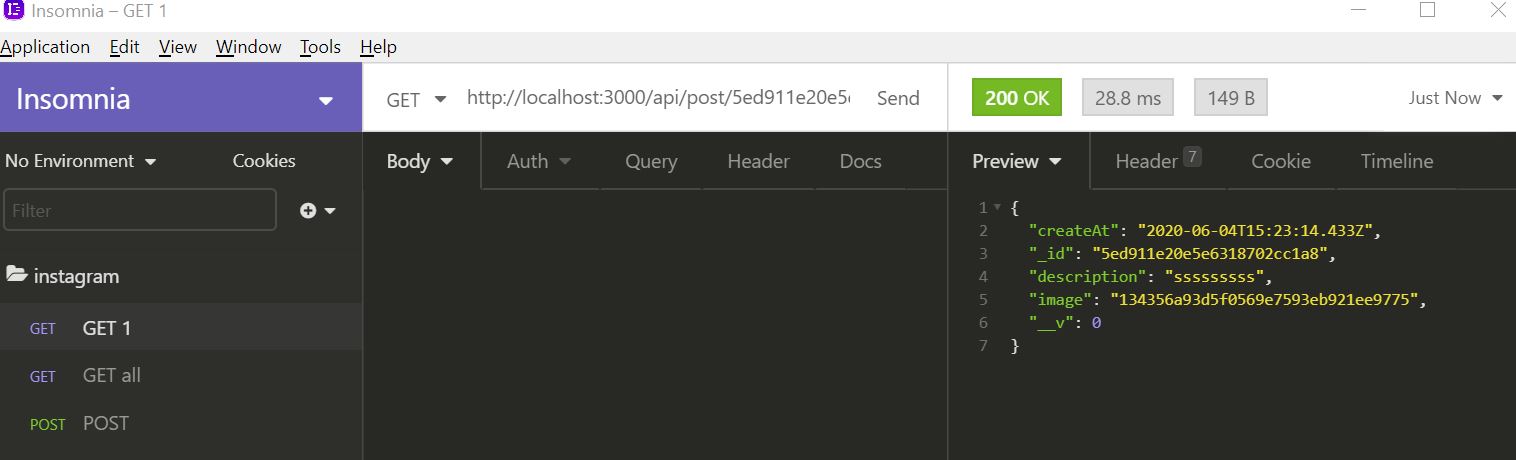 Insomnia – GET 1
Application Edit View Window Tools Help
Insomnia
GET http://localhost:3000/api/post/5ed911e20e5 Send
200 OK 28.8 ms 149 B Just Now
No Environment Cookies
Body Auth Query Header Docs
Preview Header 7 Cookie Timeline
Filter
instagram
GET GET 1
GET GET all
POST POST
1 {
2 "createAt": "2020-06-04T15:23:14.433Z",
3 "_id": "5ed911e20e5e6318702cc1a8",
4 "description": "sssssssss",
5 "image": "134356a93d5f0569e7593eb921ee9775",
6 "__v": 0
7 }